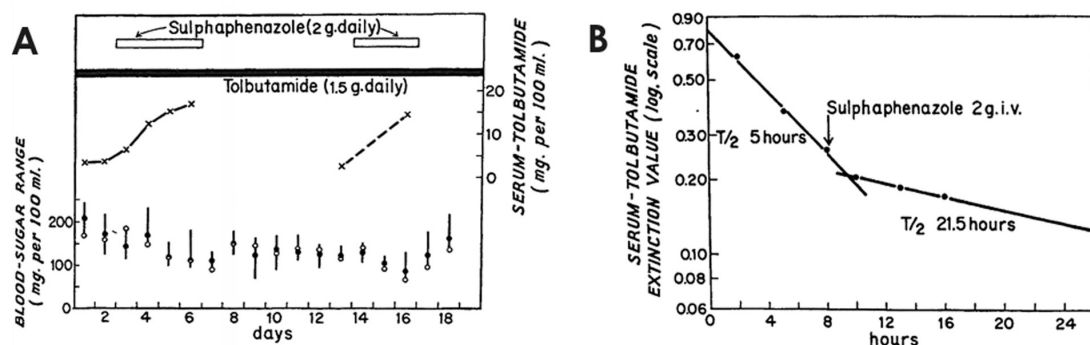 A
Sulphaphenazole (2 g. daily)
Tolbutamide (1.5 g. daily)
20
10
0
SERUM-TOLBUTAMIDE
(mg. per 100 ml.)
BLOOD-SUGAR RANGE
(mg. per 100 ml.)
200
100
0
2 4 6 8 10 12 14 16 18
days
B
SERUM-TOLBUTAMIDE
EXTINCTION VALUE (log. scale)
0.90
0.70
0.50
0.30
0.20
0.10
0.08
0.06
Sulphaphenazole 2 g. i.v.
T/2 5 hours
T/2 21.5 hours
0 4 8 12 16 20 24
hours